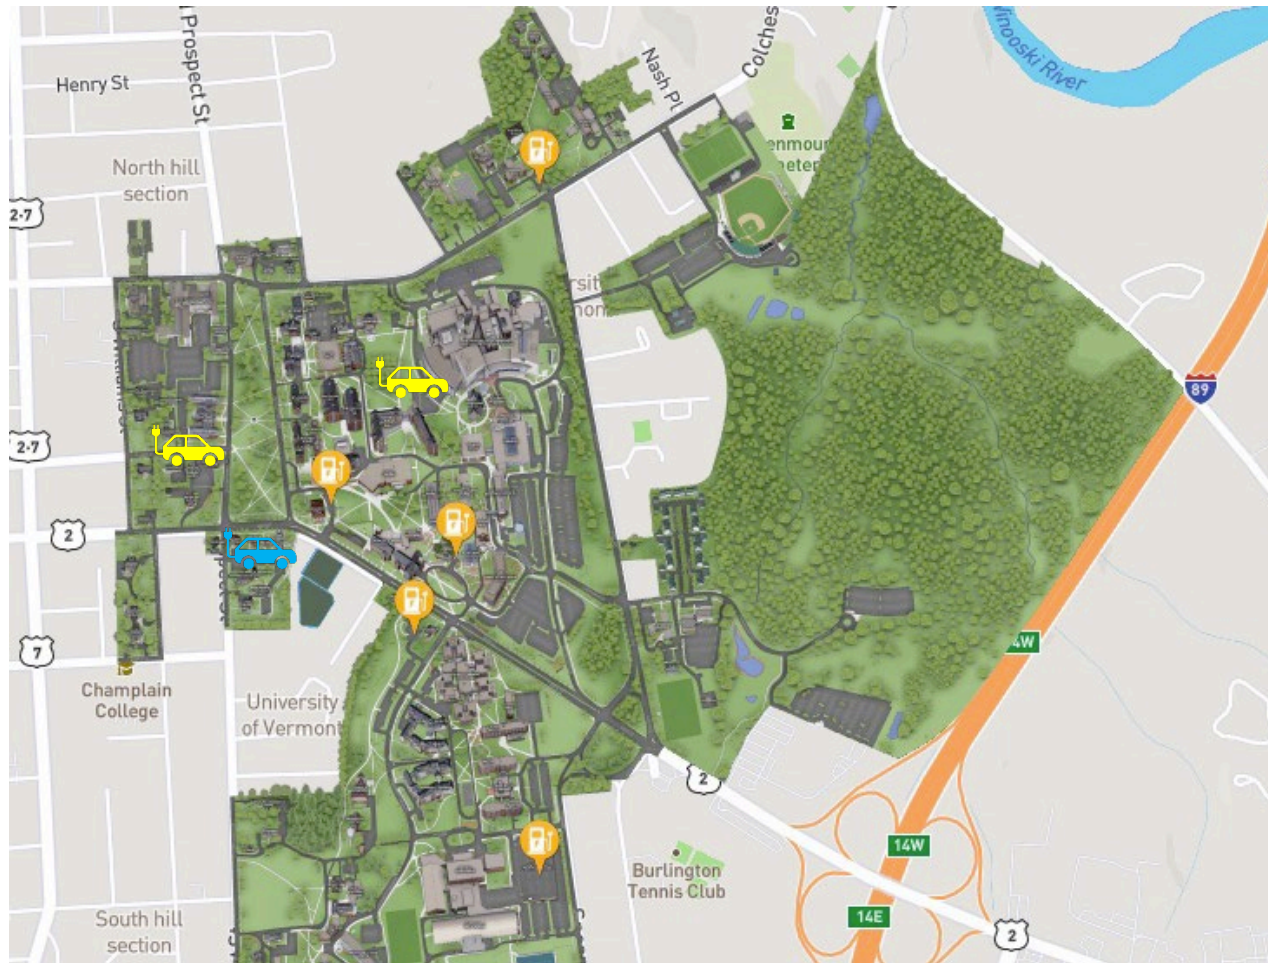 Prospect St
Henry St
Nash Pl
Colches
Winooski River
North hill
section
2-7
2-7
2
7
89
Champlain
College
University
of Vermont
4W
2
Burlington
Tennis Club
14W
14E
2
South hill
section